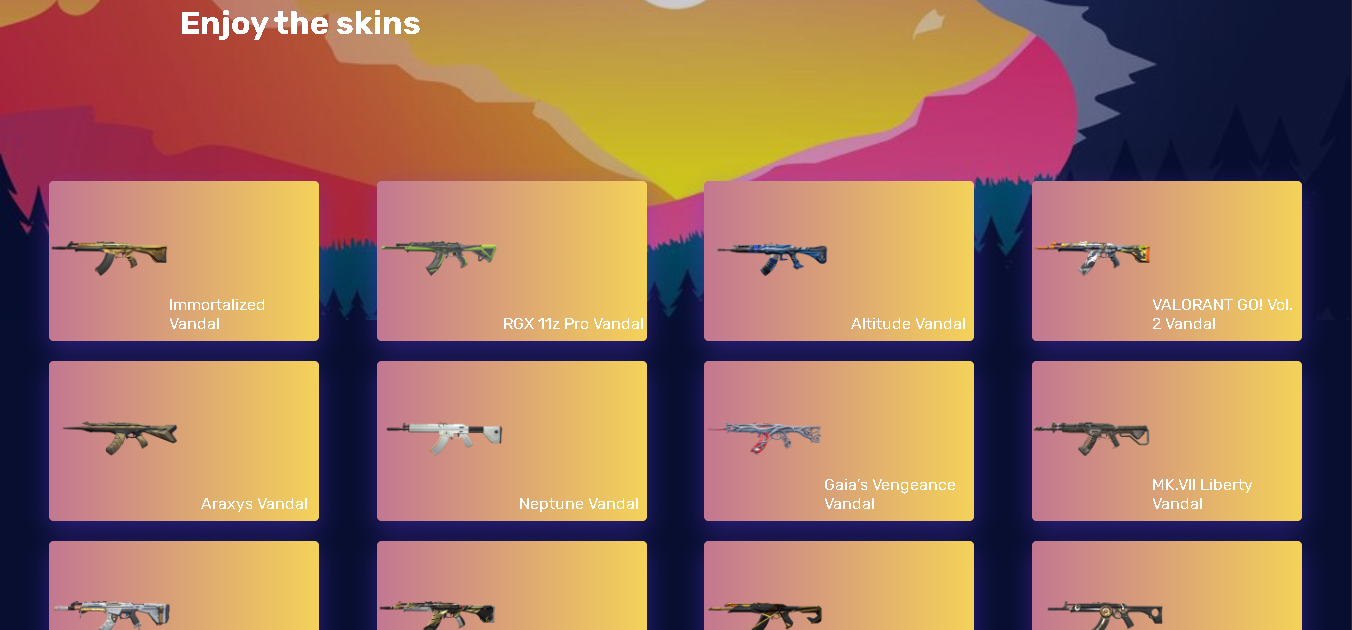 Enjoy the skins
Immortalized
Vandal
RGX 11z Pro Vandal
Altitude Vandal
VALORANT GO! Vol.
2 Vandal
Araxys Vandal
Neptune Vandal
Gaia's Vengeance
Vandal
MK.VII Liberty
Vandal